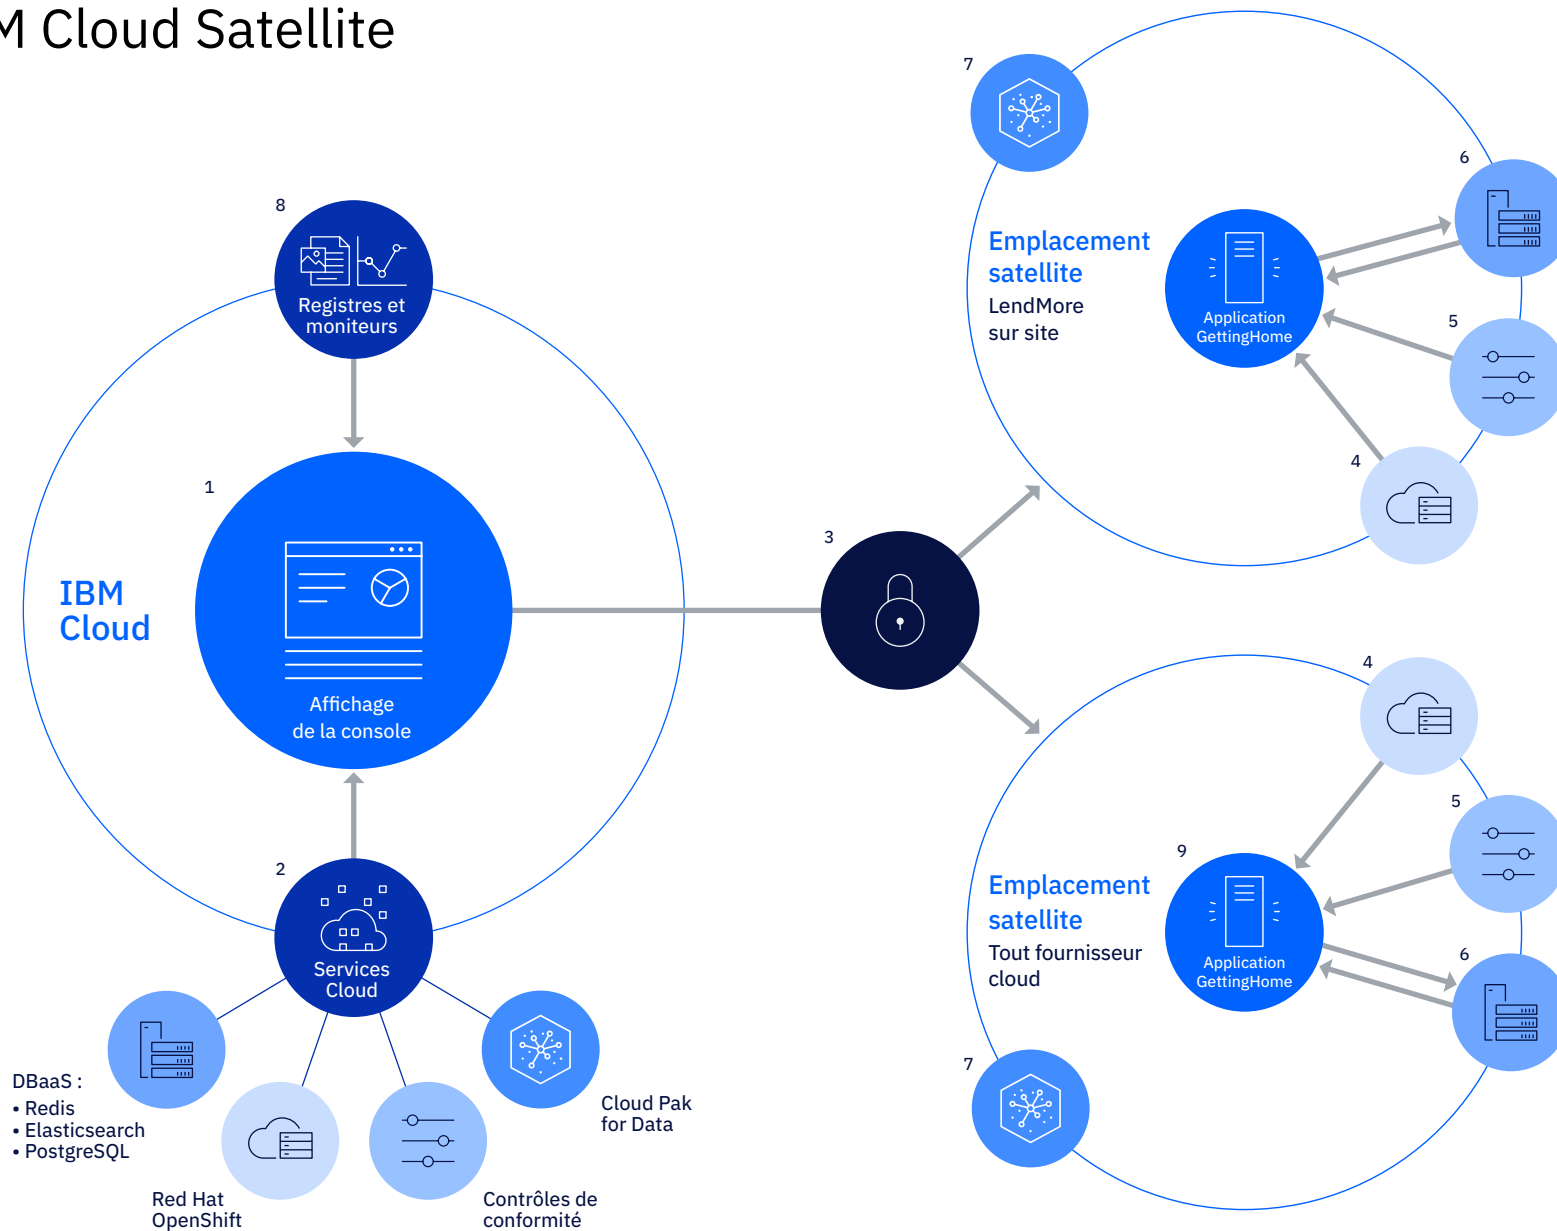 M Cloud Satellite
8
Registres et
moniteurs
1
IBM
Cloud
Affichage
de la console
2
Services
Cloud
DBaaS :
• Redis
• Elasticsearch
• PostgreSQL
Red Hat
OpenShift
Contrôles de
conformité
Cloud Pak
for Data
3
7
6
Emplacement
satellite
LendMore
sur site
Application
GettingHome
5
4
4
5
9
Emplacement
satellite
Tout fournisseur
cloud
Application
GettingHome
6
7